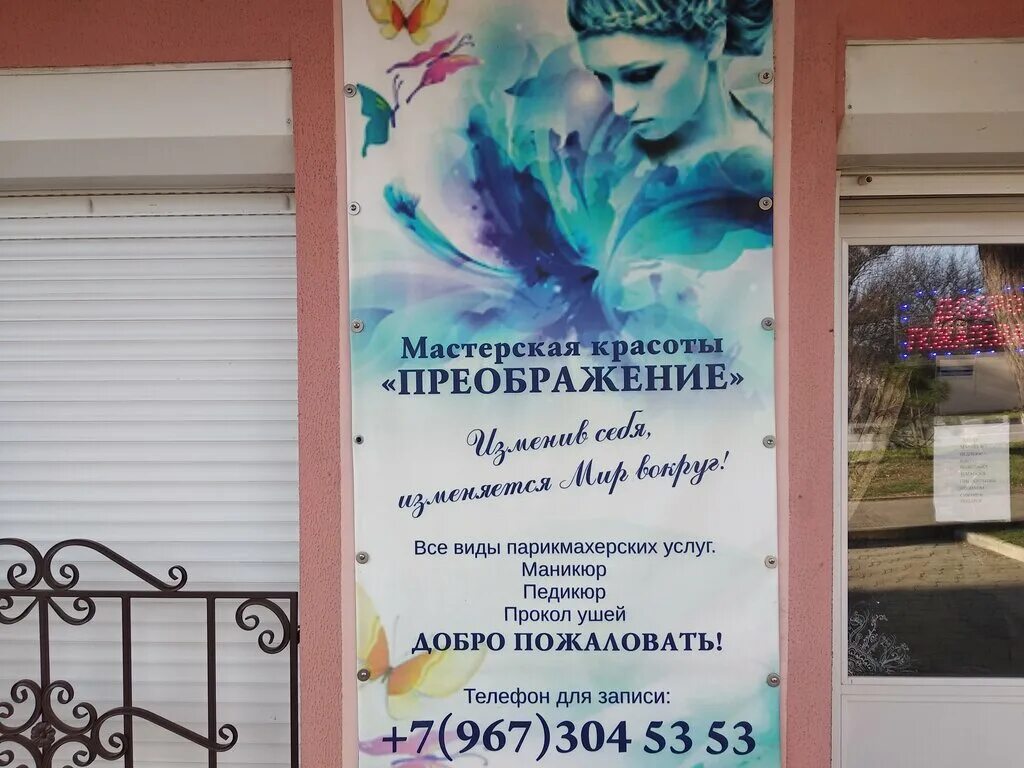 Мастерская красоты
«ПРЕОБРАЖЕНИЕ»
Изменив себя,
изменяется Мир вокруг!
Все виды парикмахерских услуг.
Маникюр
Педикюр
Прокол ушей
ДОБРО ПОЖАЛОВАТЬ!
Телефон для записи:
+7(967)304 53 53